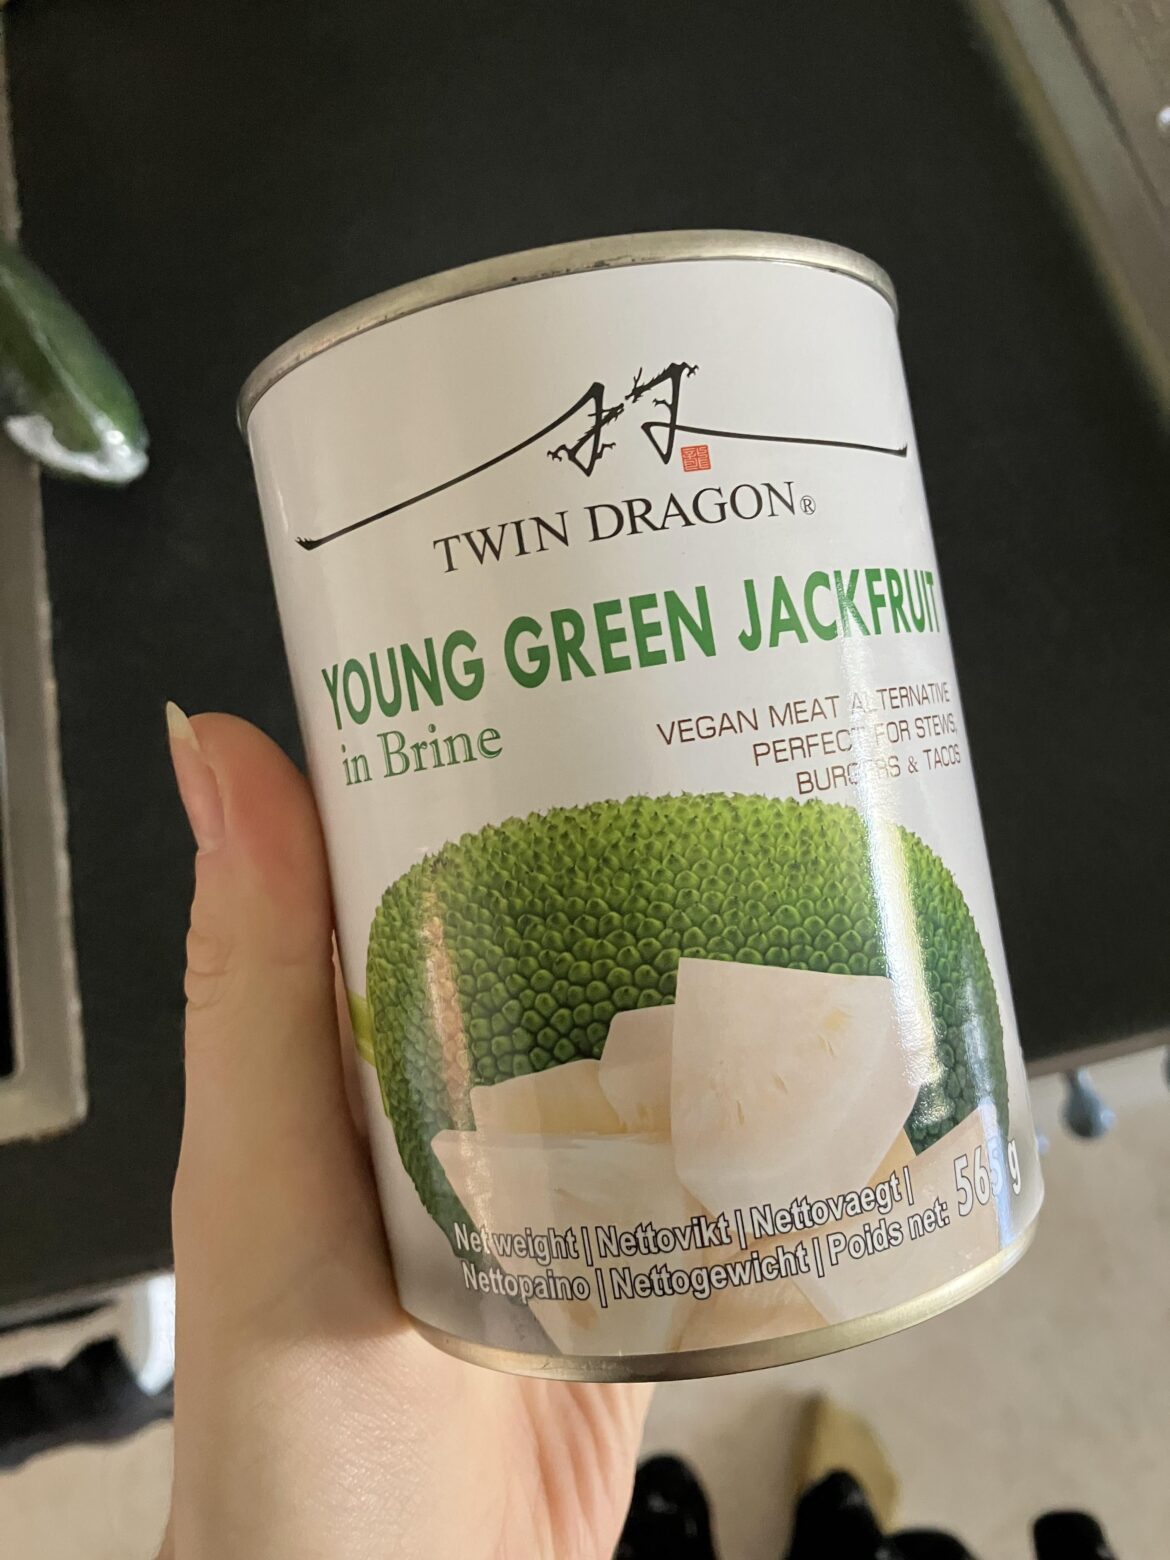 TWIN DRAGON®
YOUNG GREEN JACKFRUIT
in Brine
VEGAN MEAT ALTERNATIVE
PERFECT FOR STEWS,
BURGERS & TACOS
Net weight | Nettovikt | Nettovaegt |
Nettopaino | Nettogewicht | Poids net: 565 g